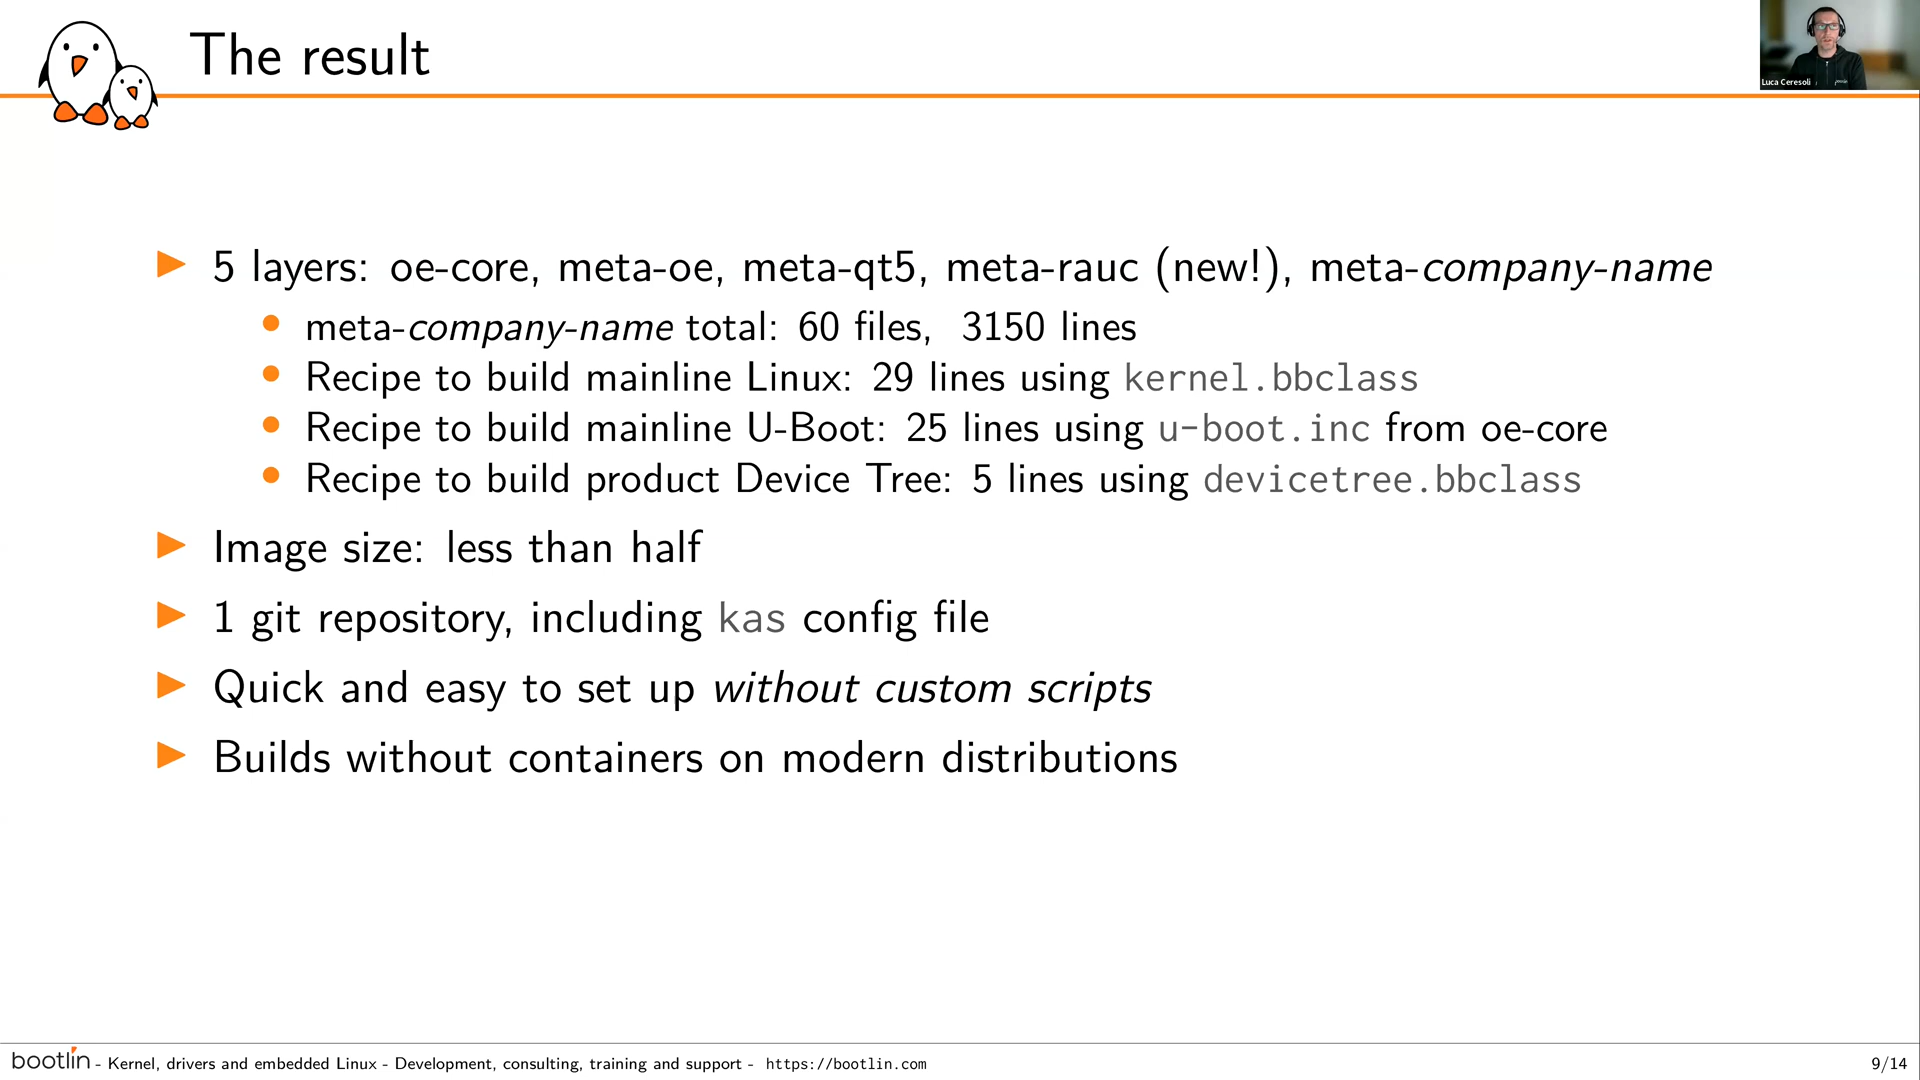 The result
Luca Ceresoli
5 layers: oe-core, meta-oe, meta-qt5, meta-rauc (new!), meta-company-name
meta-company-name total: 60 files, 3150 lines
Recipe to build mainline Linux: 29 lines using kernel.bbclass
Recipe to build mainline U-Boot: 25 lines using u-boot.inc from oe-core
Recipe to build product Device Tree: 5 lines using devicetree.bbclass
Image size: less than half
1 git repository, including kas config file
Quick and easy to set up without custom scripts
Builds without containers on modern distributions
bootlin - Kernel, drivers and embedded Linux - Development, consulting, training and support - https://bootlin.com
9/14